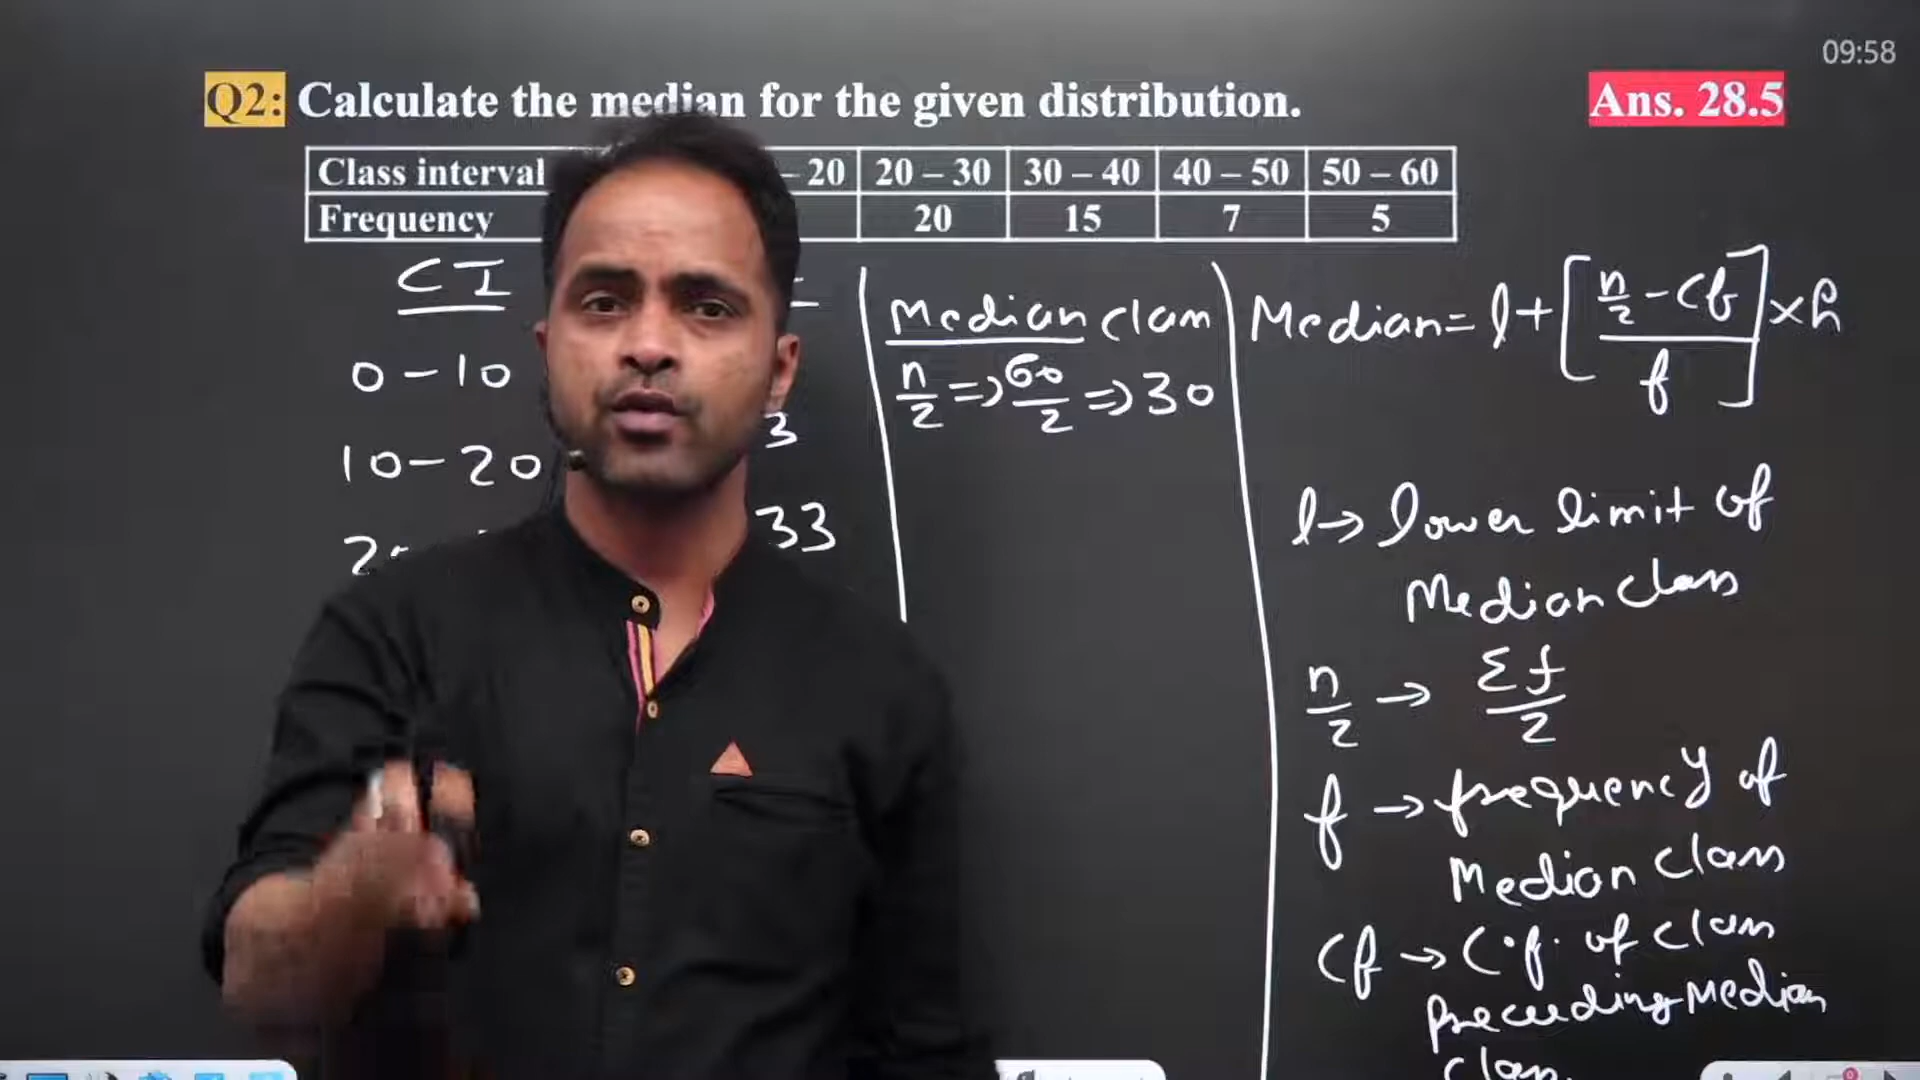 09:58
Q2: Calculate the median for the given distribution.
Ans. 28.5
Class interval – 20 20 – 30 30 – 40 40 – 50 50 – 60
Frequency 20 15 7 5
CI
0-10
10-20
3
33
Median class
n/2 => 60/2 => 30
Median = l + [n/2 - cf / f] × h
l → lower limit of
Median class
n/2 → Σf/2
f → frequency of
Median class
cf → C.f. of class
preceeding Median
class.